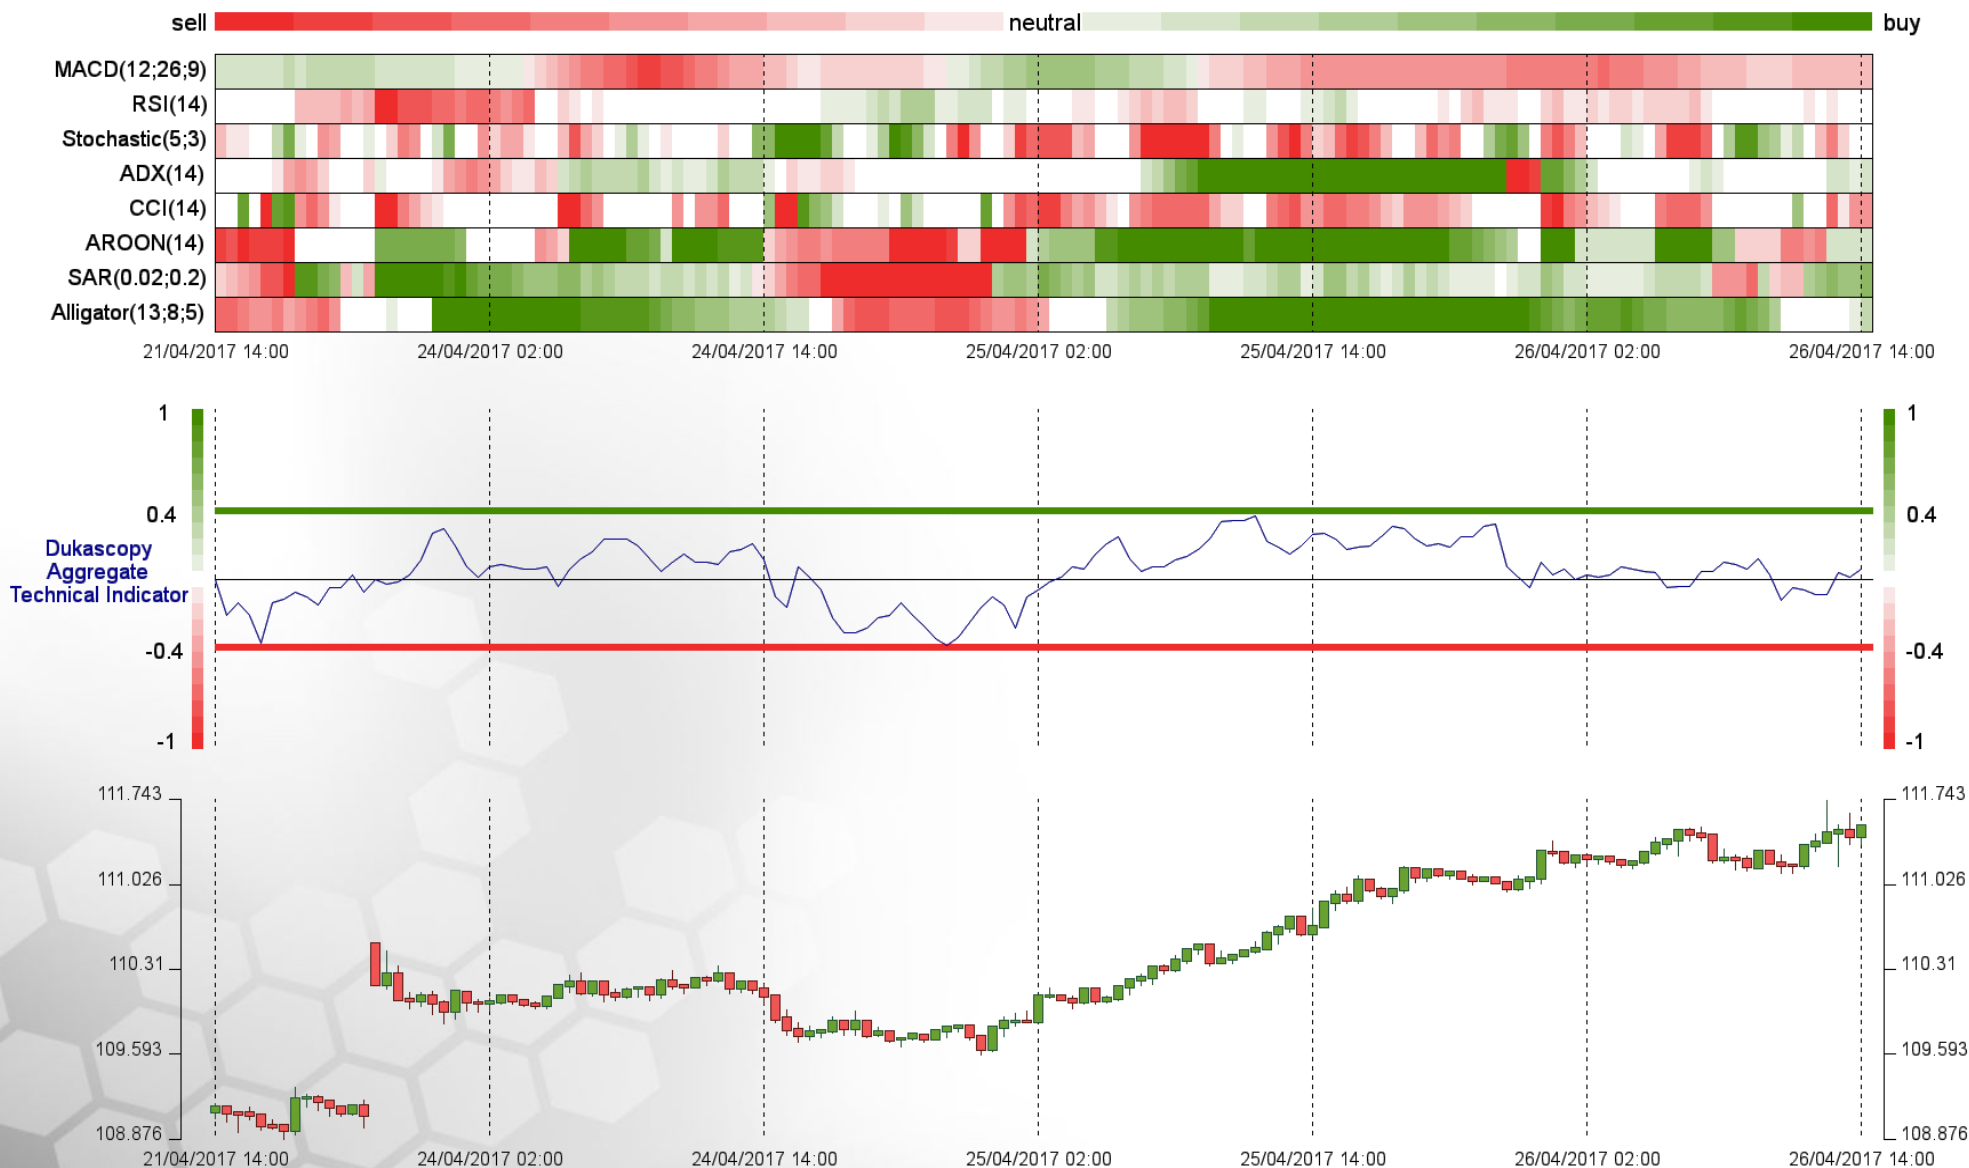 sell neutral buy
MACD(12;26;9)
RSI(14)
Stochastic(5;3)
ADX(14)
CCI(14)
AROON(14)
SAR(0.02;0.2)
Alligator(13;8;5)
21/04/2017 14:00 24/04/2017 02:00 24/04/2017 14:00 25/04/2017 02:00 25/04/2017 14:00 26/04/2017 02:00 26/04/2017 14:00
1 1
0.4 0.4
Dukascopy
Aggregate
Technical Indicator
-0.4 -0.4
-1 -1
111.743 111.743
111.026 111.026
110.31 110.31
109.593 109.593
108.876 108.876
21/04/2017 14:00 24/04/2017 02:00 24/04/2017 14:00 25/04/2017 02:00 25/04/2017 14:00 26/04/2017 02:00 26/04/2017 14:00